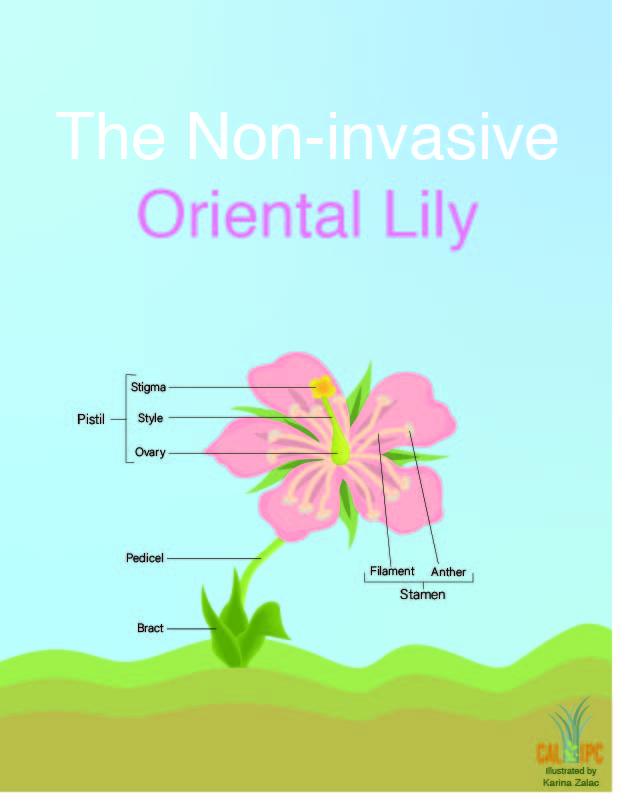 The Non-invasive
Oriental Lily
Stigma
Pistil
Style
Ovary
Pedicel
Filament Anther
Stamen
Bract
CAL IPC
Illustrated by
Karina Zalac